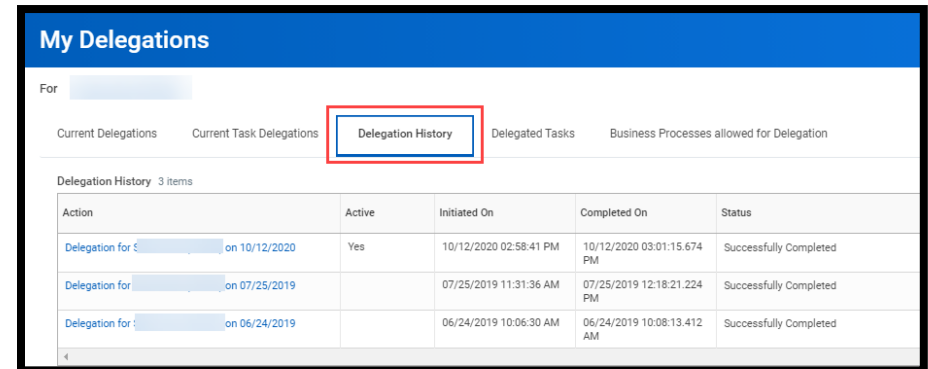 My Delegations
For
Current Delegations Current Task Delegations Delegation History Delegated Tasks Business Processes allowed for Delegation
Delegation History 3 items
Action Active Initiated On Completed On Status
Delegation for on 10/12/2020 Yes 10/12/2020 02:58:41 PM 10/12/2020 03:01:15.674 Successfully Completed
PM
Delegation for on 07/25/2019 07/25/2019 11:31:36 AM 07/25/2019 12:18:21.224 Successfully Completed
PM
Delegation for on 06/24/2019 06/24/2019 10:06:30 AM 06/24/2019 10:08:13.412 Successfully Completed
AM